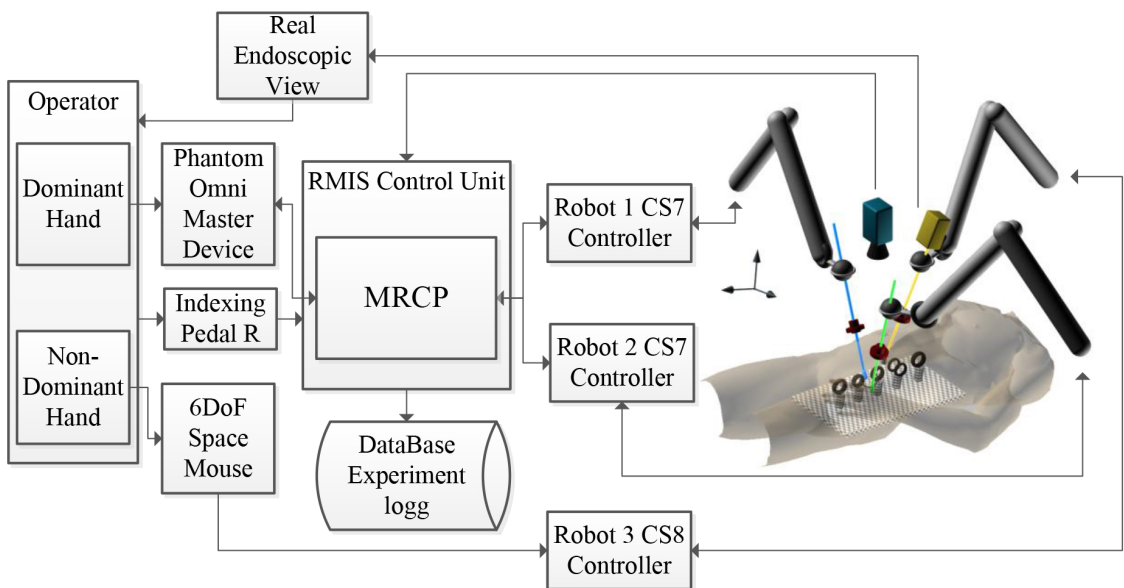 Real
Endoscopic
View
Operator
Dominant
Hand
Phantom
Omni
Master
Device
RMIS Control Unit
MRCP
Robot 1 CS7
Controller
Indexing
Pedal R
Non-
Dominant
Hand
6DoF
Space
Mouse
Robot 2 CS7
Controller
DataBase
Experiment
logg
Robot 3 CS8
Controller